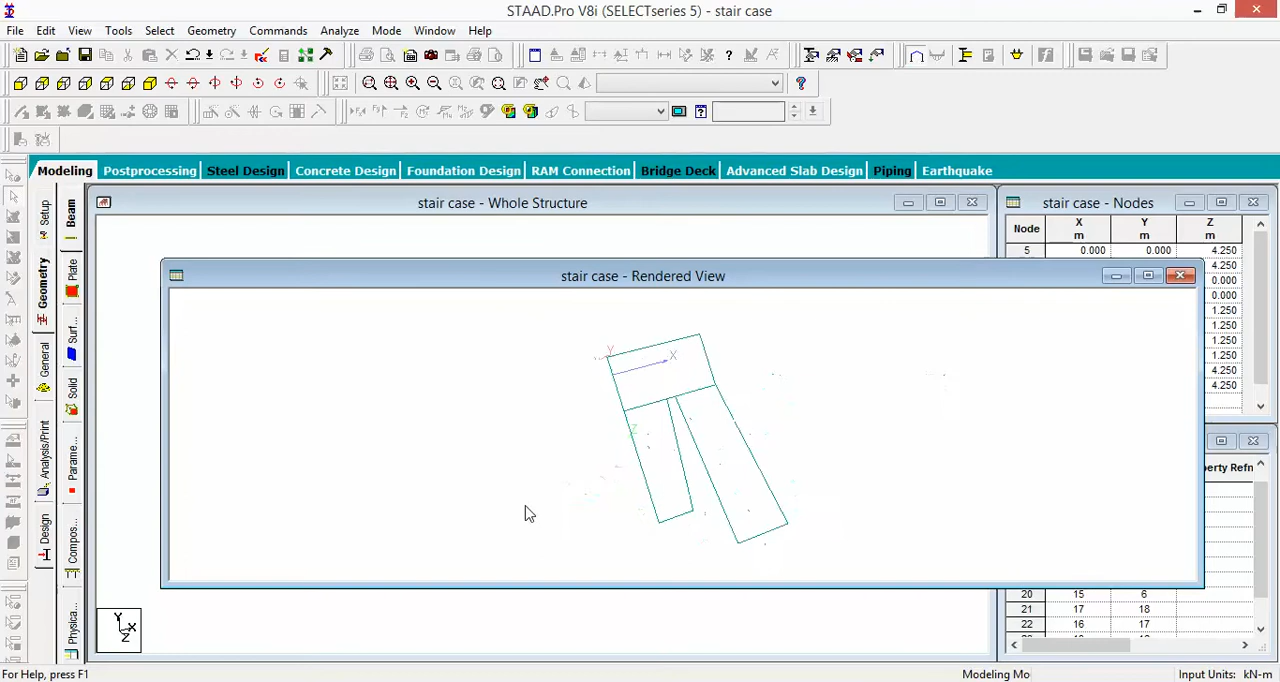 STAAD.Pro V8i (SELECTseries 5) - stair case
File Edit View Tools Select Geometry Commands Analyze Mode Window Help
Modeling Postprocessing Steel Design Concrete Design Foundation Design RAM Connection Bridge Deck Advanced Slab Design Piping Earthquake
Setup
Geometry
General
Analysis/Print
Design
Beam
Plate
Surf...
Solid
Parame...
Compos...
Physica...
stair case - Whole Structure
stair case - Nodes
Node X m Y m Z m
5 0.000 0.000 4.250
4.250
0.000
0.000
1.250
1.250
1.250
1.250
4.250
4.250
stair case - Rendered View
Y
X
Z
perty Refn
20 15 6
21 17 18
22 16 17
Y
X
Z
For Help, press F1
Modeling Mo
Input Units: kN-m